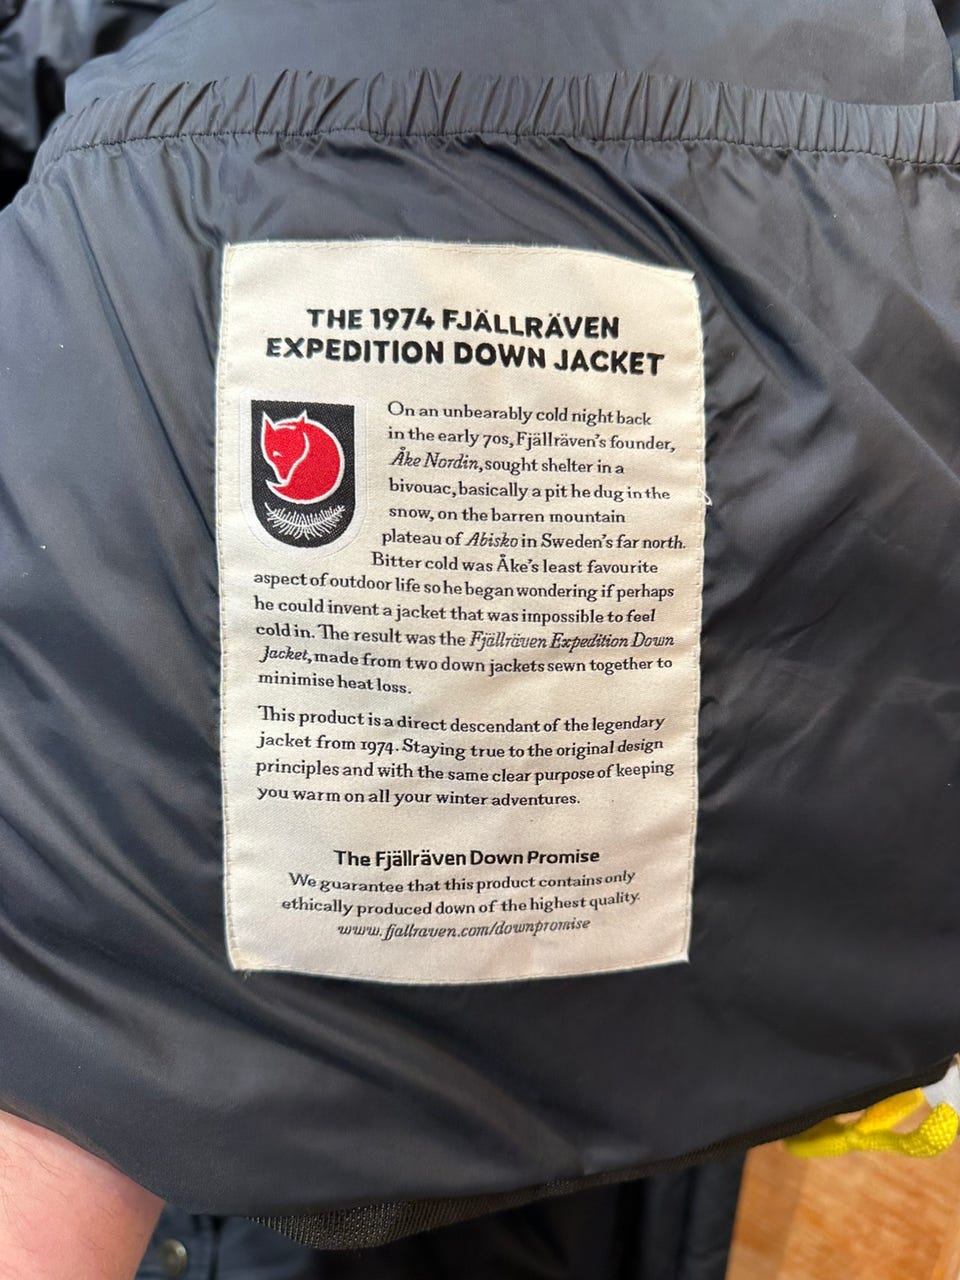 THE 1974 FJÄLLRÄVEN
EXPEDITION DOWN JACKET
On an unbearably cold night back
in the early 70s, Fjällräven's founder,
Åke Nordin, sought shelter in a
bivouac, basically a pit he dug in the
snow, on the barren mountain
plateau of Abisko in Sweden's far north.
Bitter cold was Åke's least favourite
aspect of outdoor life so he began wondering if perhaps
he could invent a jacket that was impossible to feel
cold in. The result was the Fjällräven Expedition Down
Jacket, made from two down jackets sewn together to
minimise heat loss.
This product is a direct descendant of the legendary
jacket from 1974. Staying true to the original design
principles and with the same clear purpose of keeping
you warm on all your winter adventures.
The Fjällräven Down Promise
We guarantee that this product contains only
ethically produced down of the highest quality.
www.fjallraven.com/downpromise